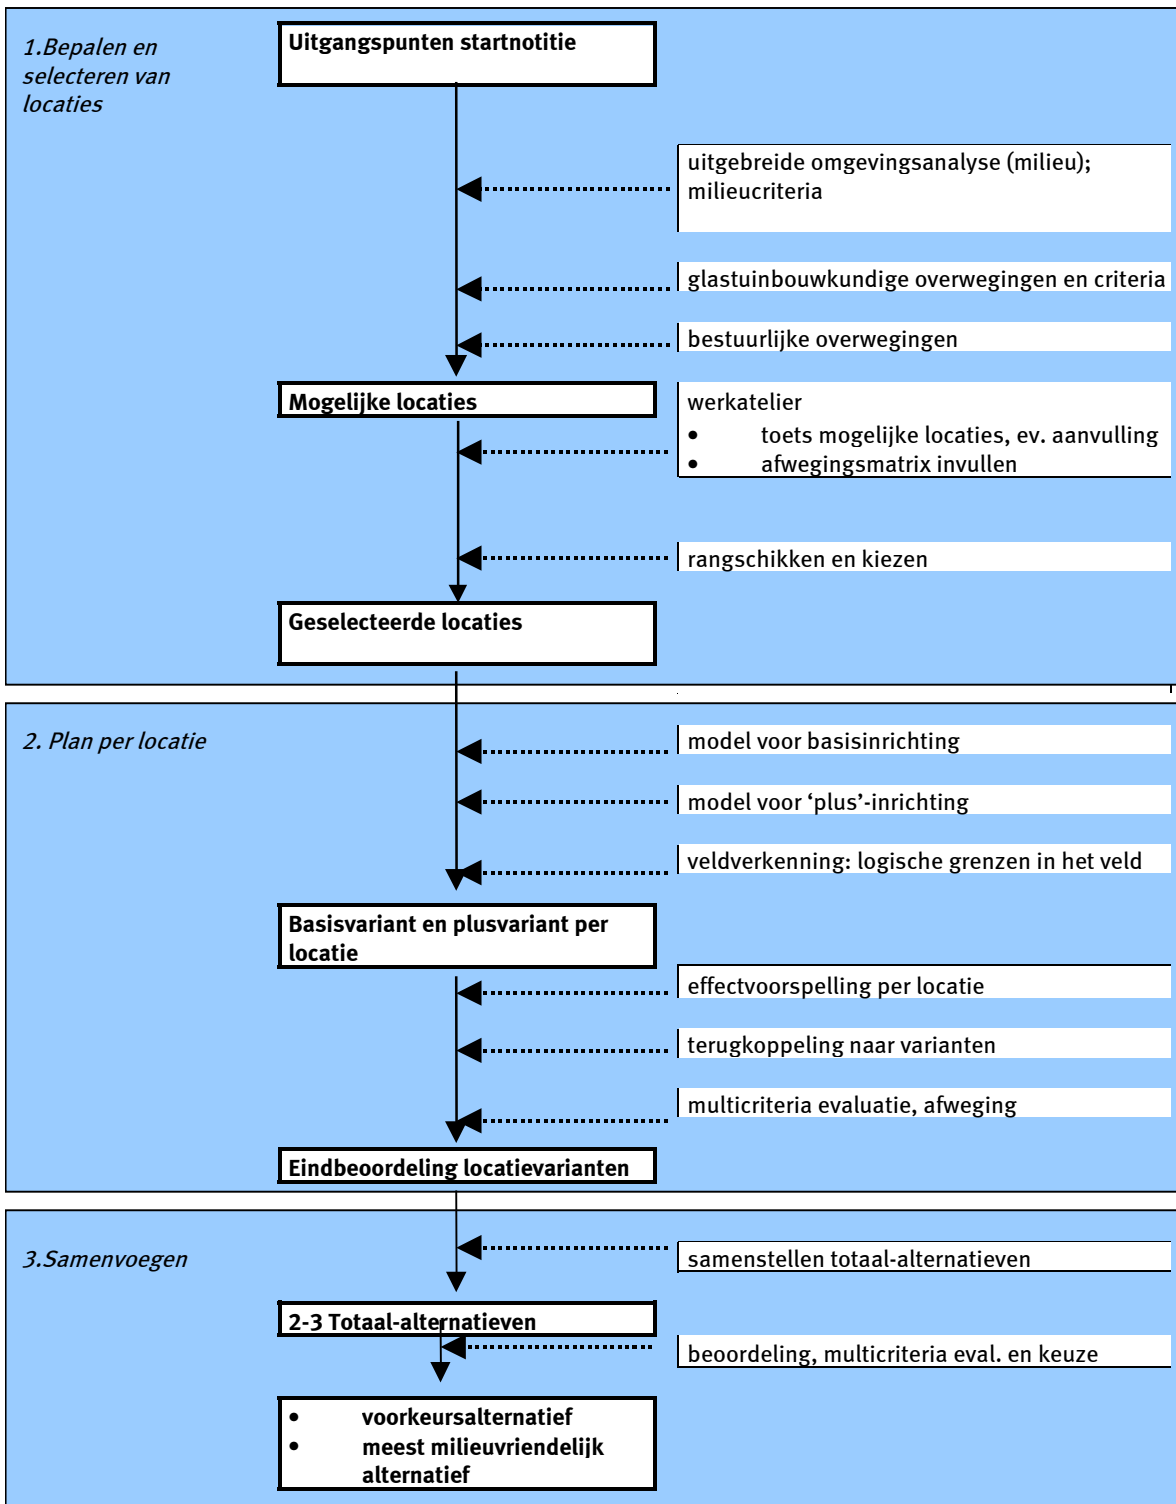 1.Bepalen en
selecteren van
locaties
Uitgangspunten startnotitie
uitgebreide omgevingsanalyse (milieu);
milieucriteria
glastuinbouwkundige overwegingen en criteria
bestuurlijke overwegingen
Mogelijke locaties
werkatelier
• toets mogelijke locaties, ev. aanvulling
• afwegingsmatrix invullen
rangschikken en kiezen
Geselecteerde locaties
2. Plan per locatie
model voor basisinrichting
model voor ‘plus’-inrichting
veldverkenning: logische grenzen in het veld
Basisvariant en plusvariant per
locatie
effectvoorspelling per locatie
terugkoppeling naar varianten
multicriteria evaluatie, afweging
Eindbeoordeling locatievarianten
3.Samenvoegen
samenstellen totaal-alternatieven
2-3 Totaal-alternatieven
beoordeling, multicriteria eval. en keuze
• voorkeursalternatief
• meest milieuvriendelijk
alternatief